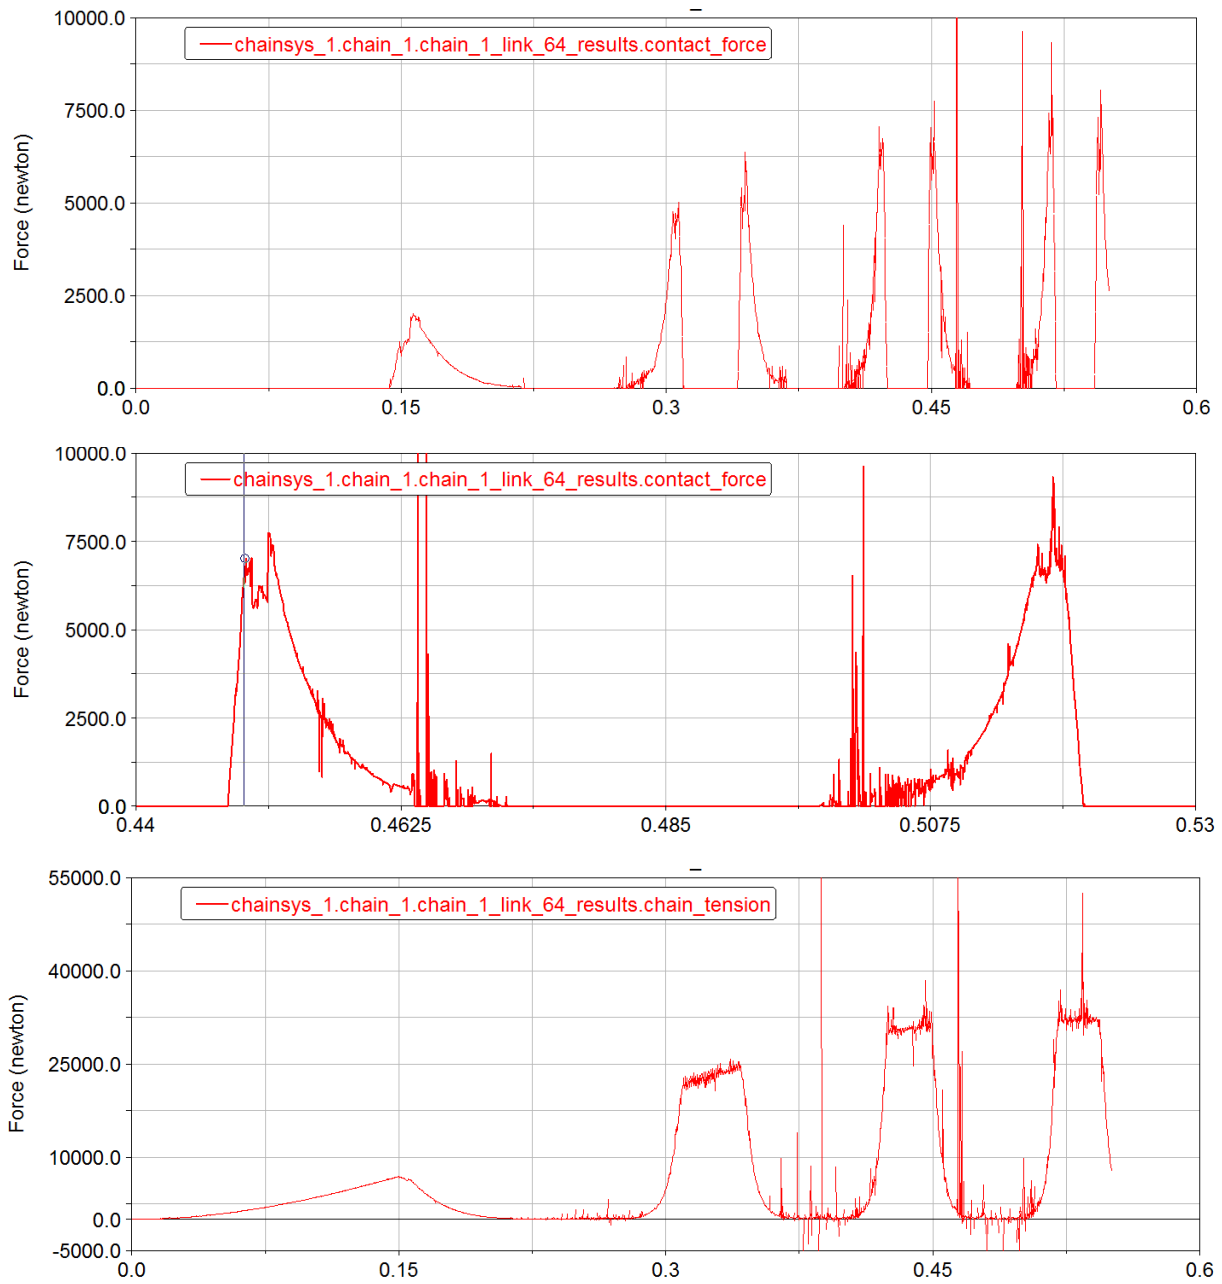 10000.0
chainsys_1.chain_1.chain_1_link_64_results.contact_force
7500.0
Force (newton)
5000.0
2500.0
0.0
0.0 0.15 0.3 0.45 0.6
10000.0
chainsys_1.chain_1.chain_1_link_64_results.contact_force
7500.0
Force (newton)
5000.0
2500.0
0.0
0.44 0.4625 0.485 0.5075 0.53
55000.0
chainsys_1.chain_1.chain_1_link_64_results.chain_tension
40000.0
Force (newton)
25000.0
10000.0
0.0
-5000.0
0.0 0.15 0.3 0.45 0.6